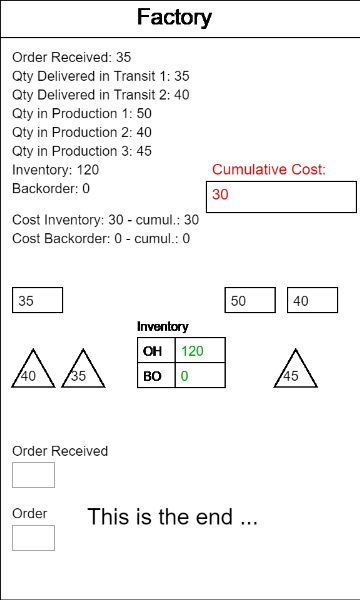 Factory
Order Received: 35
Qty Delivered in Transit 1: 35
Qty Delivered in Transit 2: 40
Qty in Production 1: 50
Qty in Production 2: 40
Qty in Production 3: 45
Inventory: 120
Backorder: 0
Cumulative Cost:
30
Cost Inventory: 30 - cumul.: 30
Cost Backorder: 0 - cumul.: 0
35
50 40
Inventory
OH 120
BO 0
40 35
45
Order Received
Order
This is the end ...